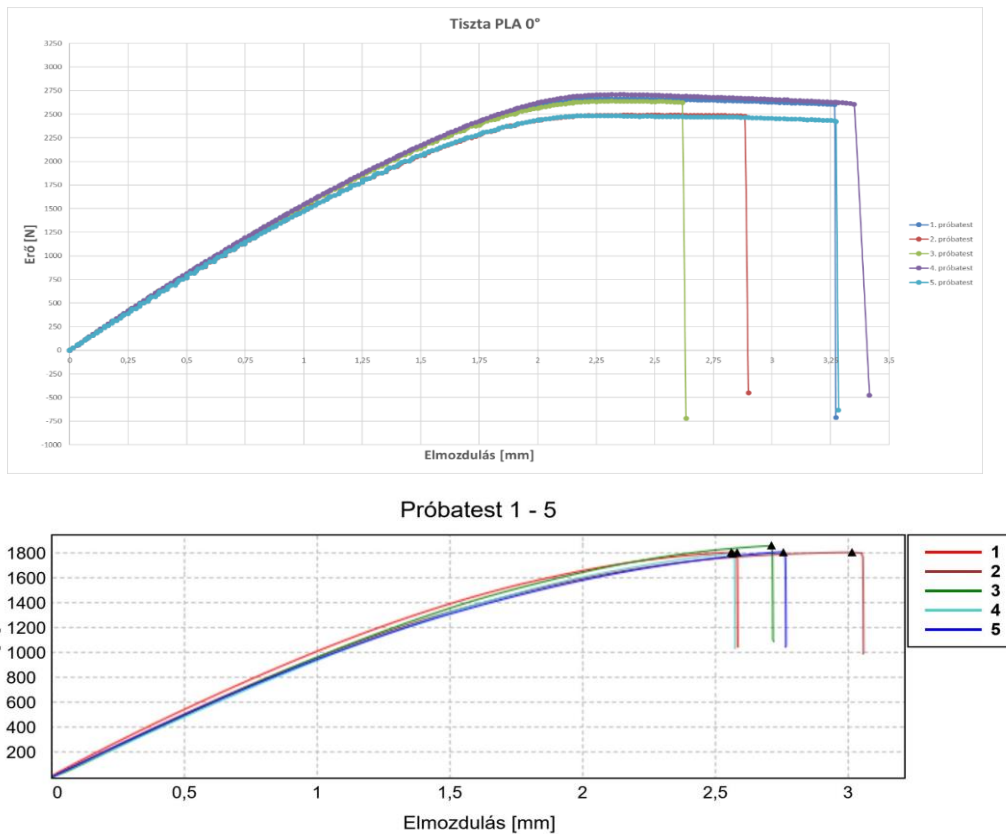 Tiszta PLA 0°
3250
3000
2750
2500
2250
2000
1750
1500
1250
1000
750
500
250
0
-250
-500
-750
-1000
Erő [N]
0 0,25 0,5 0,75 1 1,25 1,5 1,75 2 2,25 2,5 2,75 3 3,25 3,5
Elmozdulás [mm]
1. próbatest
2. próbatest
3. próbatest
4. próbatest
5. próbatest
Próbatest 1 - 5
1800
1600
1400
1200
1000
800
600
400
200
0 0,5 1 1,5 2 2,5 3
Elmozdulás [mm]
1
2
3
4
5